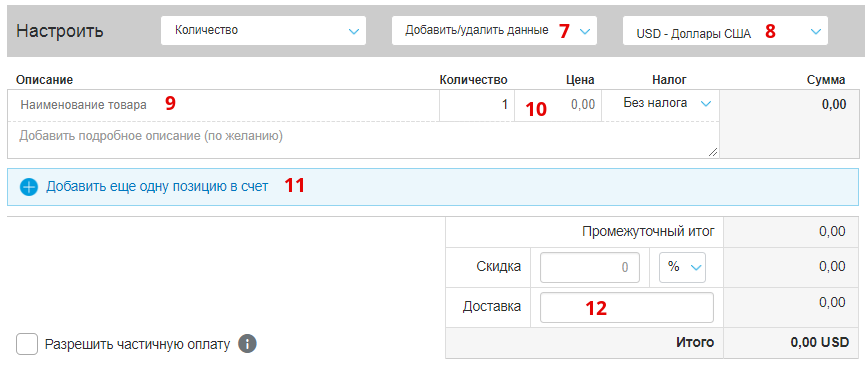 Настроить Количество Добавить/удалить данные 7 USD - Доллары США 8
Описание Количество Цена Налог Сумма
Наименование товара 9 1 10 0,00 Без налога 0,00
Добавить подробное описание (по желанию)
Добавить еще одну позицию в счет 11
Промежуточный итог 0,00
Скидка 0 % 0,00
Доставка 12 0,00
Разрешить частичную оплату i Итого 0,00 USD